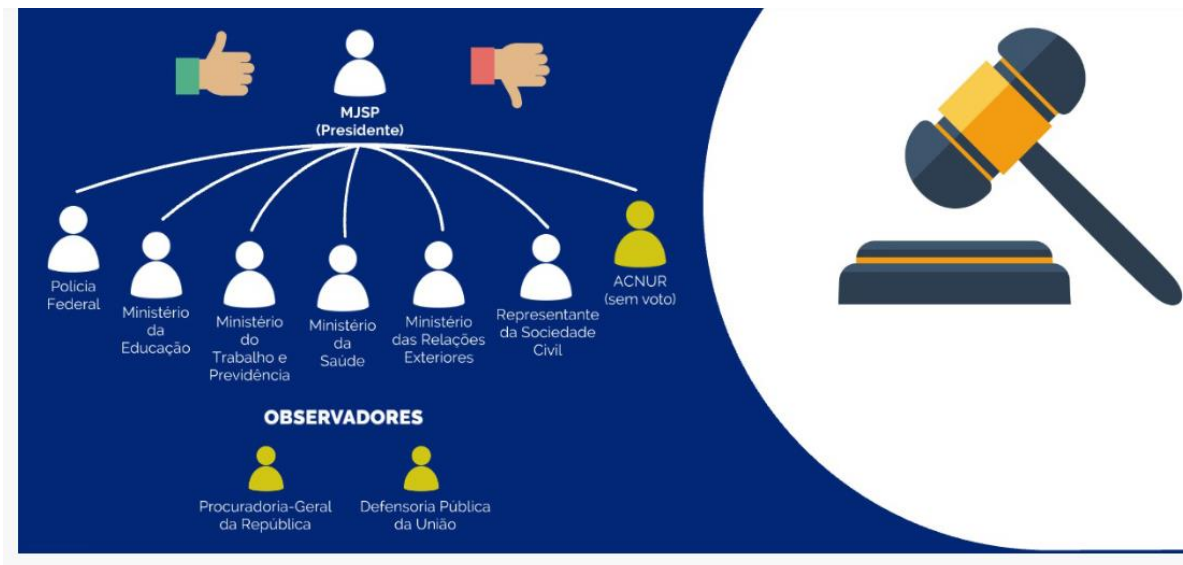 MJSP
(Presidente)
Polícia
Federal
Ministério
da
Educação
Ministério
do
Trabalho e
Previdência
Ministério
da
Saúde
Ministério
das Relações
Exteriores
Representante
da Sociedade
Civil
ACNUR
(sem voto)
OBSERVADORES
Procuradoria-Geral
da República
Defensoria Pública
da União